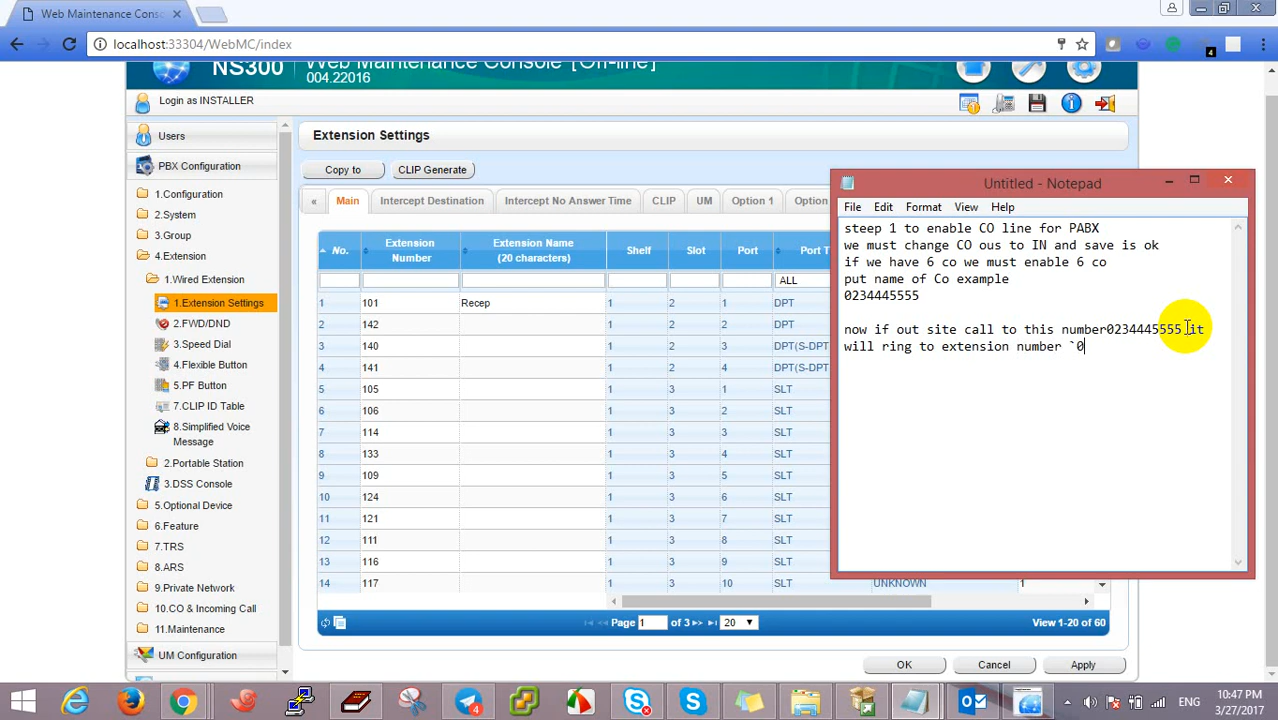 Web Maintenance Conso
localhost:33304/WebMC/index
4
NS300
Web Maintenance Console [On-line]
004.22016
Login as INSTALLER
Users
PBX Configuration
1.Configuration
2.System
3.Group
4.Extension
1.Wired Extension
1.Extension Settings
2.FWD/DND
3.Speed Dial
4.Flexible Button
5.PF Button
7.CLIP ID Table
8.Simplified Voice
Message
2.Portable Station
3.DSS Console
5.Optional Device
6.Feature
7.TRS
8.ARS
9.Private Network
10.CO & Incoming Call
11.Maintenance
UM Configuration
Extension Settings
Copy to
CLIP Generate
«
Main
Intercept Destination
Intercept No Answer Time
CLIP
UM
Option 1
Option
No.
Extension
Number
Extension Name
(20 characters)
Shelf
Slot
Port
Port T
ALL
1 101 Recep 1 2 1 DPT
2 142 1 2 2 DPT
3 140 1 2 3 DPT(S-D
4 141 1 2 4 DPT(S-D
5 105 1 3 1 SLT
6 106 1 3 2 SLT
7 114 1 3 3 SLT
8 133 1 3 4 SLT
9 109 1 3 5 SLT
10 124 1 3 6 SLT
11 121 1 3 7 SLT
12 111 1 3 8 SLT
13 116 1 3 9 SLT
14 117 1 3 10 SLT UNKNOWN 1
Page 1 of 3
20
View 1-20 of 60
OK
Cancel
Apply
Untitled - Notepad
File Edit Format View Help
steep 1 to enable CO line for PABX
we must change CO ous to IN and save is ok
if we have 6 co we must enable 6 co
put name of Co example
0234445555
now if out site call to this number0234445555 it
will ring to extension number `0
ENG
10:47 PM
3/27/2017